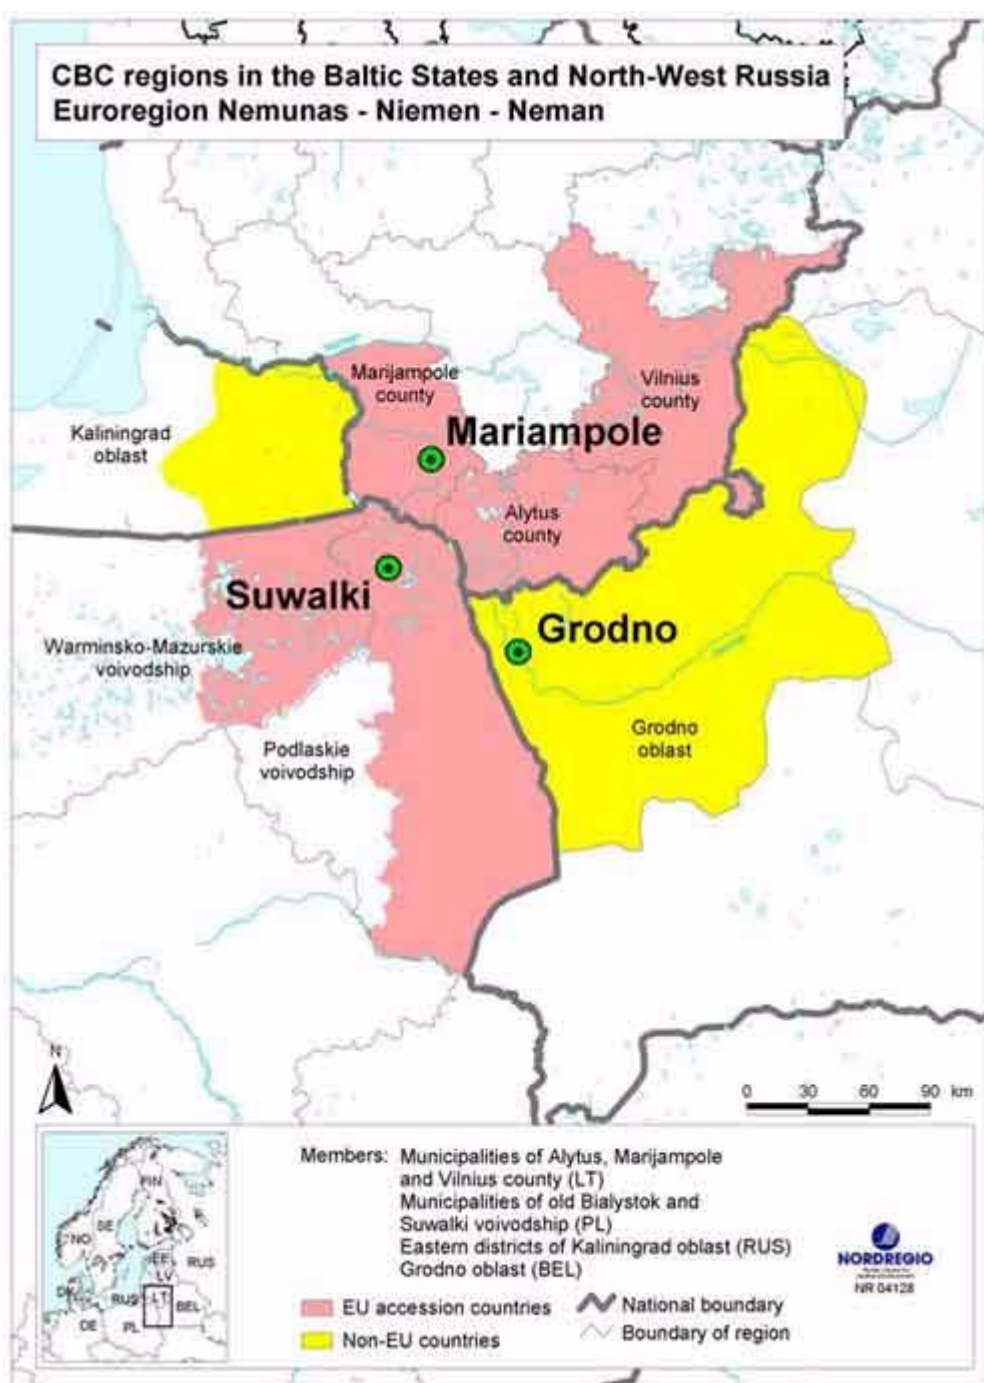 CBC regions in the Baltic States and North-West Russia
Euroregion Nemunas - Niemen - Neman
Marijampole
county
Vilnius
county
Kaliningrad
oblast
Mariampole
Alytus
county
Suwalki
Grodno
Warminsko-Mazurskie
voivodship
Grodno
oblast
Podlaskie
voivodship
N
0 30 60 90 km
Members: Municipalities of Alytus, Marijampole
and Vilnius county (LT)
Municipalities of old Bialystok and
Suwalki voivodship (PL)
Eastern districts of Kaliningrad oblast (RUS)
Grodno oblast (BEL)
EU accession countries
National boundary
Non-EU countries
Boundary of region
FIN
SE
NO
EE
RUS
LV
DK
RUS
LT
BEL
DE
PL
NORDREGIO
NR 04128